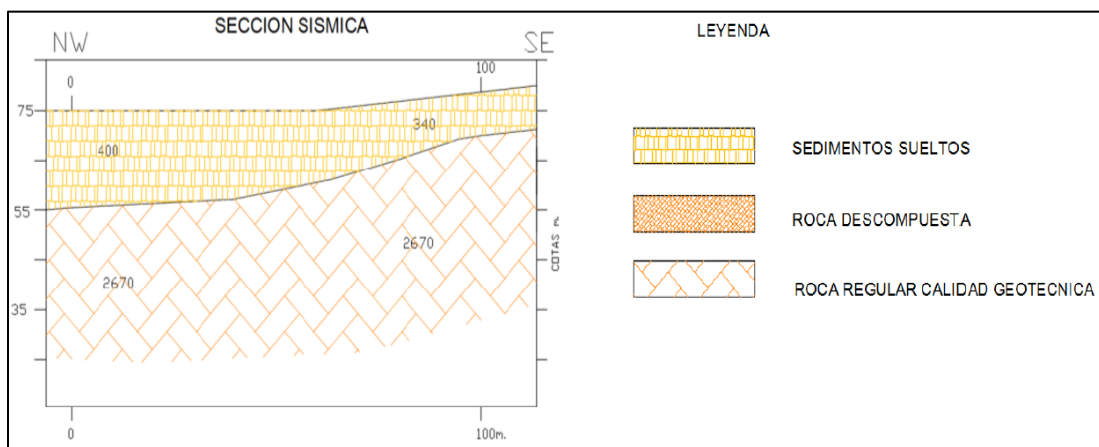 SECCION SISMICA
NW
SE
0
100
75
400
340
55
2670
2670
35
COTAS m.
0
100m.
LEYENDA
SEDIMENTOS SUELTOS
ROCA DESCOMPUESTA
ROCA REGULAR CALIDAD GEOTECNICA